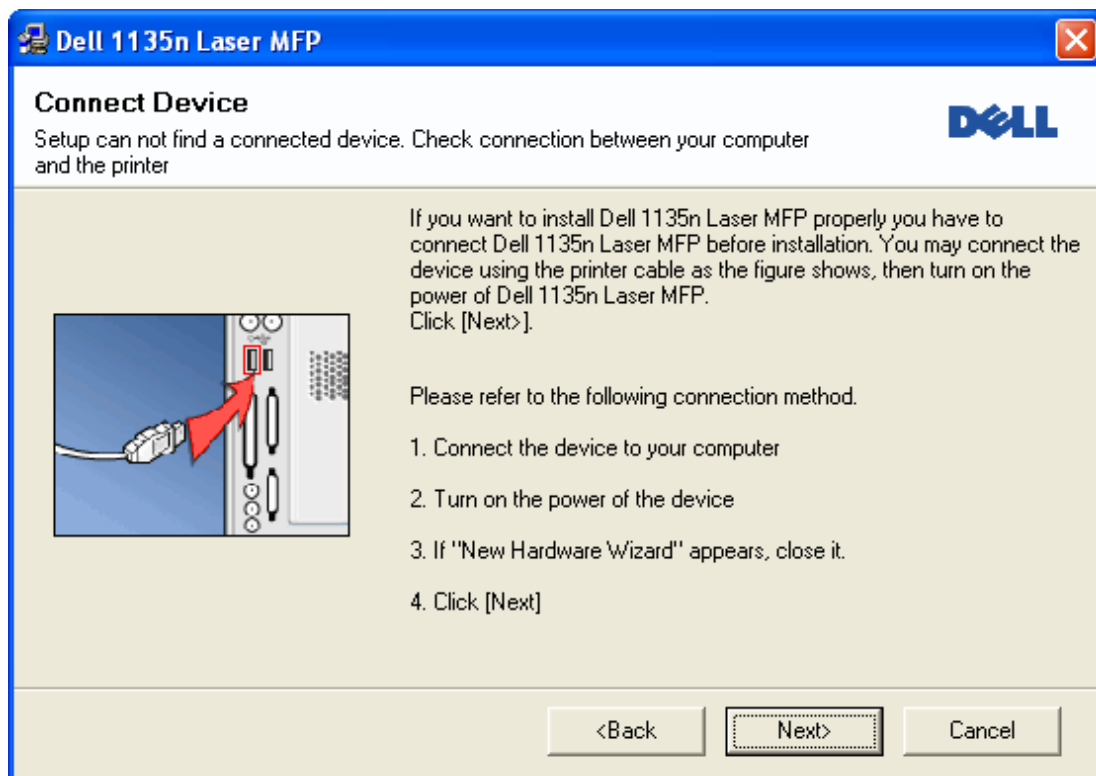 Dell 1135n Laser MFP
Connect Device
DELL
Setup can not find a connected device. Check connection between your computer
and the printer
If you want to install Dell 1135n Laser MFP properly you have to
connect Dell 1135n Laser MFP before installation. You may connect the
device using the printer cable as the figure shows, then turn on the
power of Dell 1135n Laser MFP.
Click [Next>].
Please refer to the following connection method.
1. Connect the device to your computer
2. Turn on the power of the device
3. If "New Hardware Wizard" appears, close it.
4. Click [Next]
<Back
Next>
Cancel